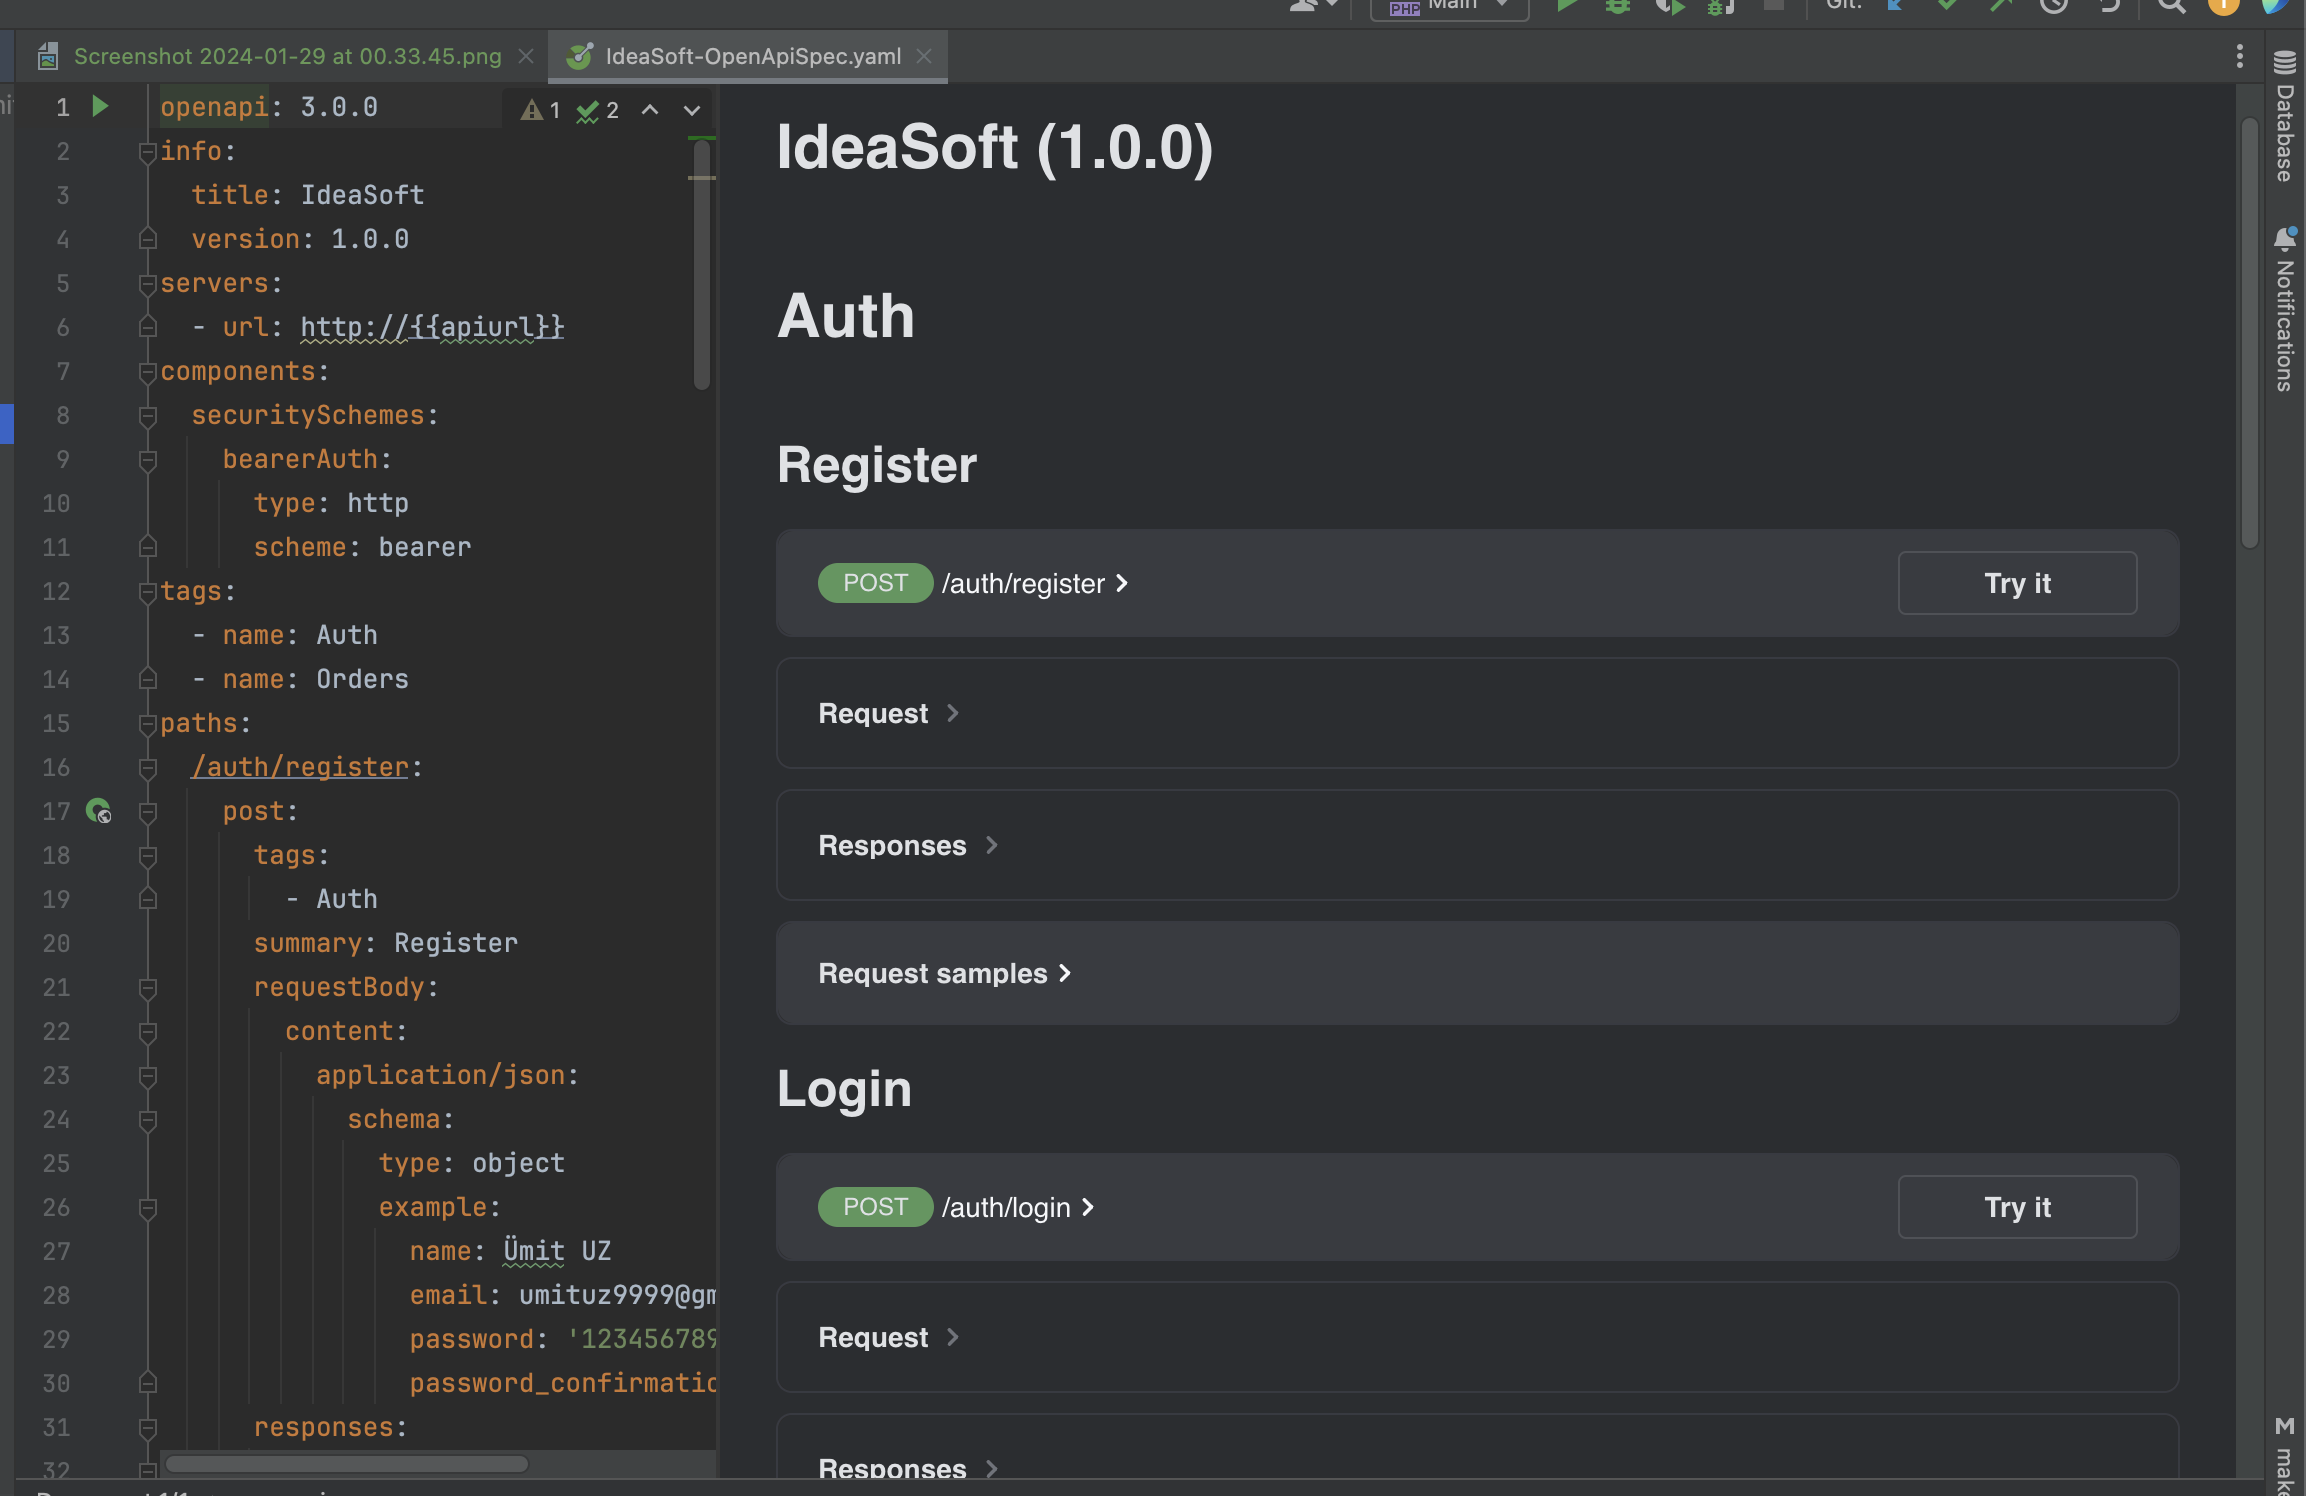 PHP Main
Git:
Screenshot 2024-01-29 at 00.33.45.png
IdeaSoft-OpenApiSpec.yaml
1 openapi: 3.0.0
1 2
2 info:
3 title: IdeaSoft
4 version: 1.0.0
5 servers:
6 - url: http://{{apiurl}}
7 components:
8 securitySchemes:
9 bearerAuth:
10 type: http
11 scheme: bearer
12 tags:
13 - name: Auth
14 - name: Orders
15 paths:
16 /auth/register:
17 post:
18 tags:
19 - Auth
20 summary: Register
21 requestBody:
22 content:
23 application/json:
24 schema:
25 type: object
26 example:
27 name: Ümit UZ
28 email: umituz9999@gm
29 password: '123456789
30 password_confirmatio
31 responses:
32
IdeaSoft (1.0.0)
Auth
Register
POST /auth/register
Try it
Request
Responses
Request samples
Login
POST /auth/login
Try it
Request
Responses
Database
Notifications
M make